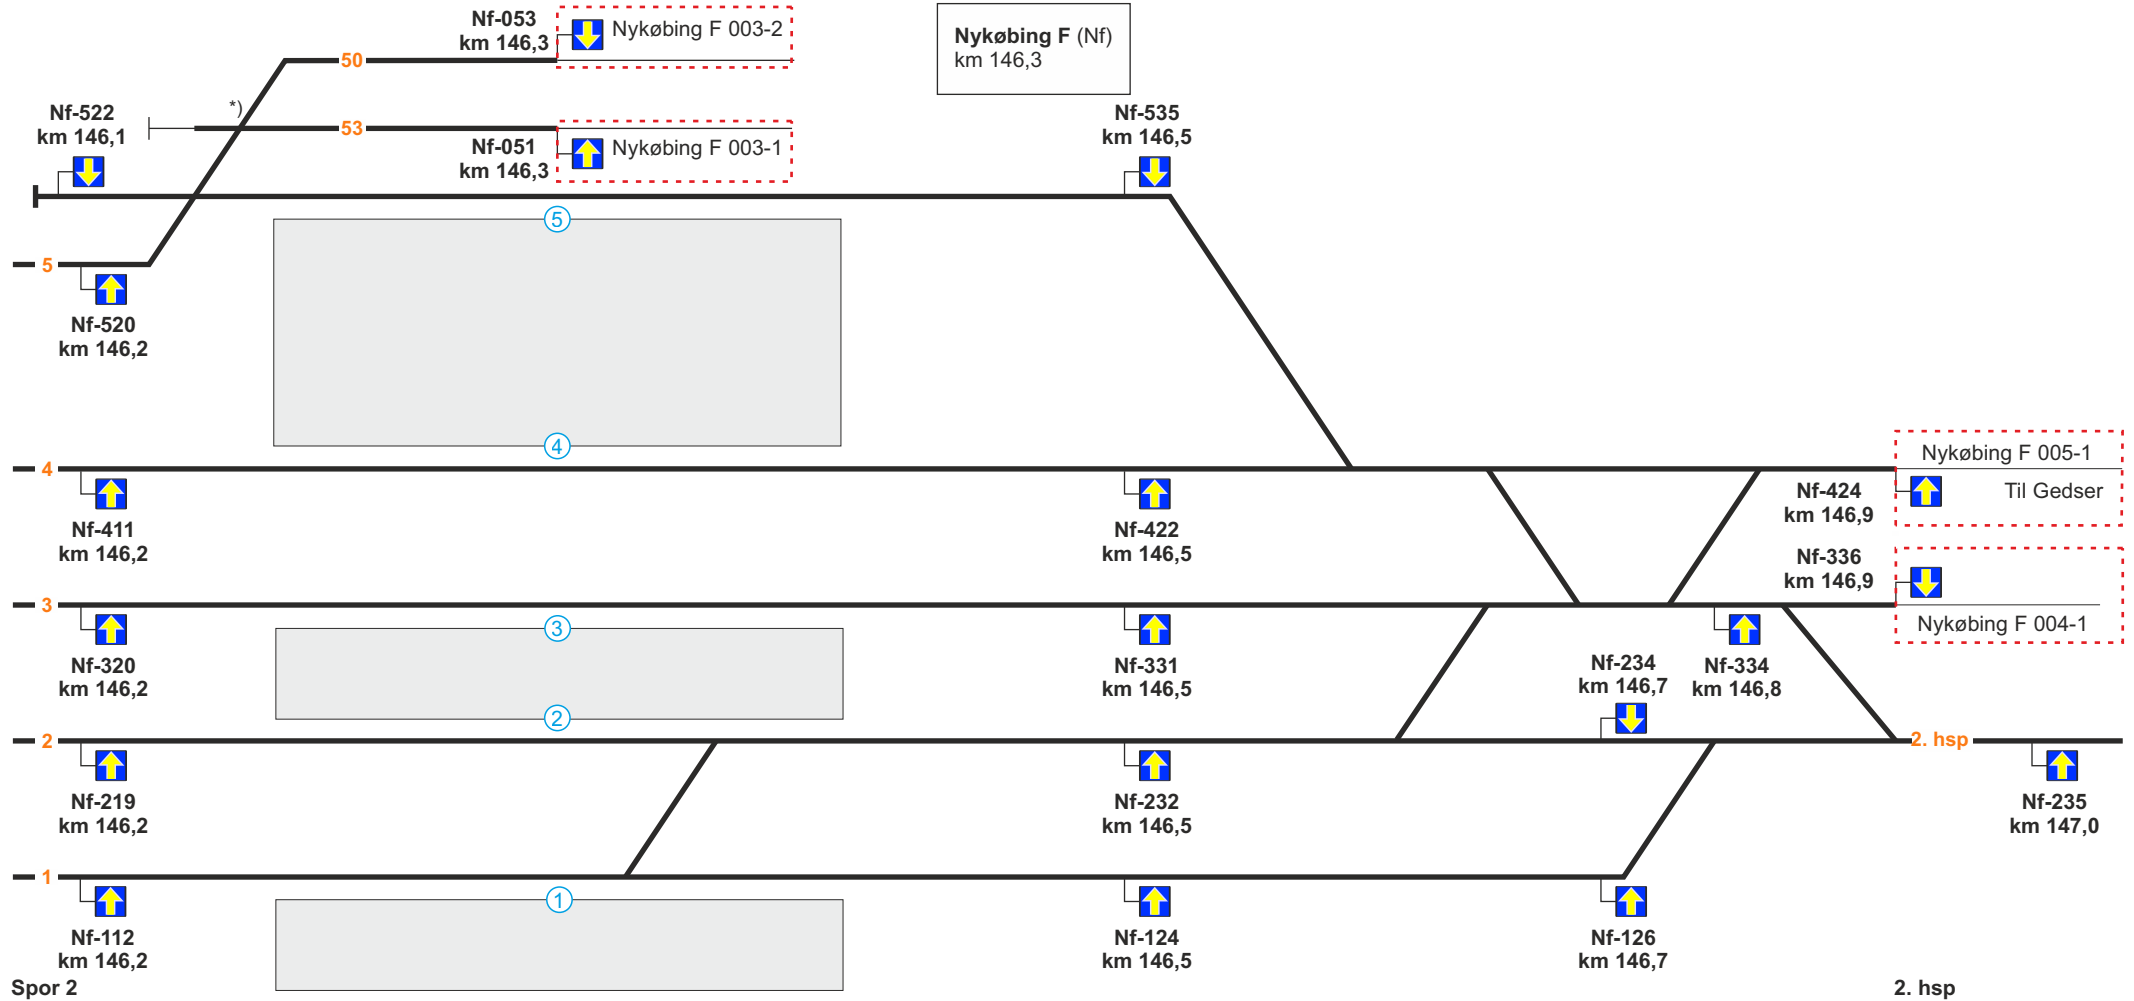 Nf-053
km 146,3
Nykøbing F 003-2
Nykøbing F (Nf)
km 146,3
50
*)
Nf-522
km 146,1
53
Nf-051
km 146,3
Nykøbing F 003-1
Nf-535
km 146,5
5
5
Nf-520
km 146,2
4
4
Nf-411
km 146,2
Nf-422
km 146,5
Nykøbing F 005-1
Nf-424
km 146,9
Til Gedser
Nf-336
km 146,9
3
3
Nf-320
km 146,2
Nf-331
km 146,5
Nf-234
km 146,7
Nf-334
km 146,8
Nykøbing F 004-1
2
2
2. hsp
Nf-219
km 146,2
Nf-232
km 146,5
Nf-235
km 147,0
1
1
Nf-112
km 146,2
Nf-124
km 146,5
Nf-126
km 146,7
Spor 2
2. hsp